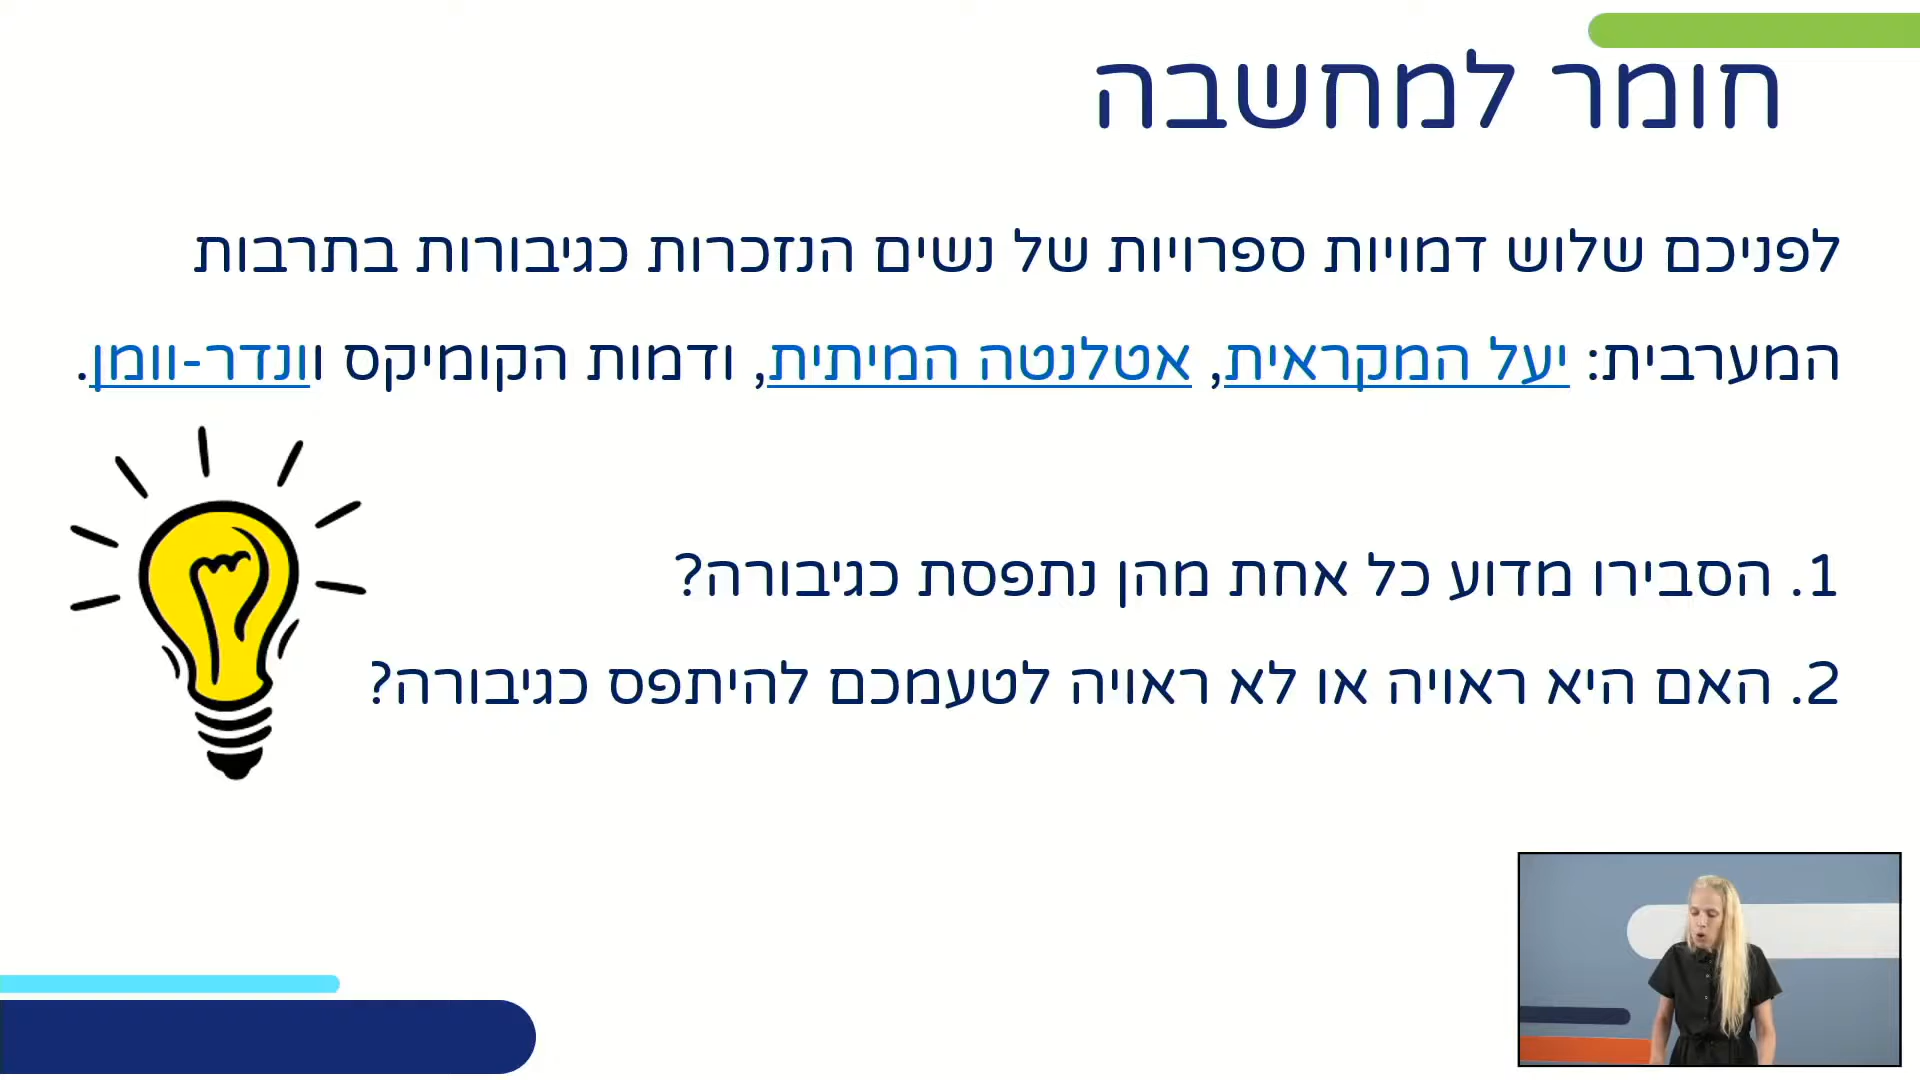 חומר למחשבה
לפניכם שלוש דמויות ספרויות של נשים הנזכרות כגיבורות בתרבות
המערבית: יעל המקראית, אטלנטה המיתית, ודמות הקומיקס וונדר-וומן.
1. הסבירו מדוע כל אחת מהן נתפסת כגיבורה?
2. האם היא ראויה או לא ראויה לטעמכם להיתפס כגיבורה?